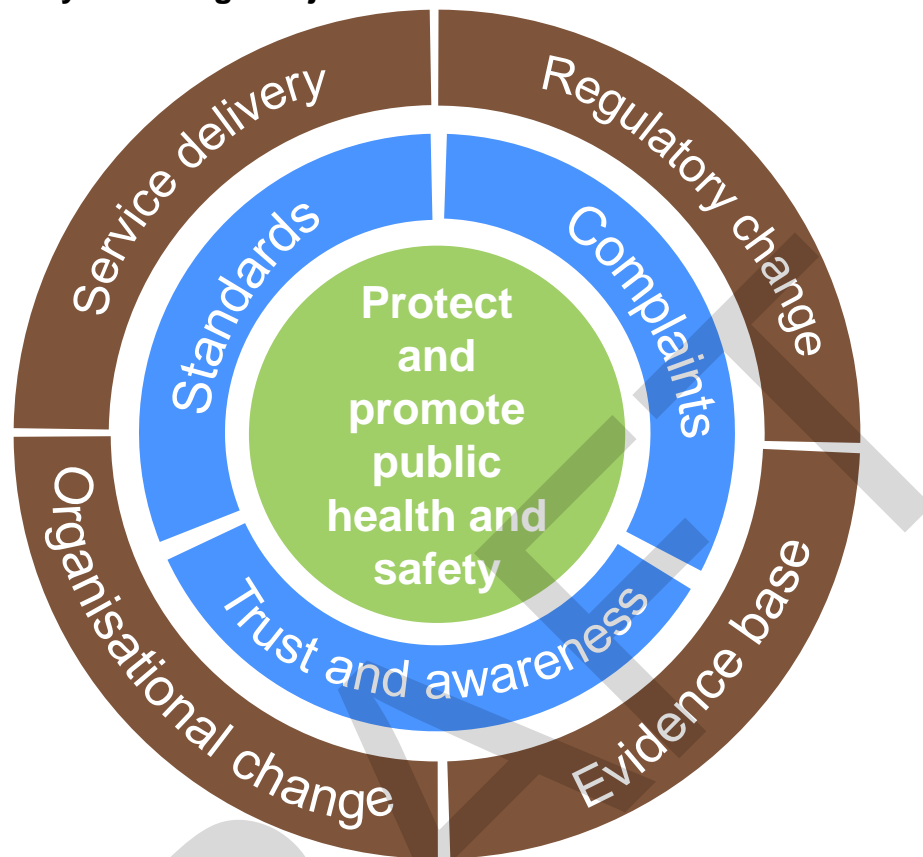 Service delivery
Regulatory change
Standards
Complaints
Protect
and
promote
public
health and
safety
Trust and awareness
Organisational change
Evidence base